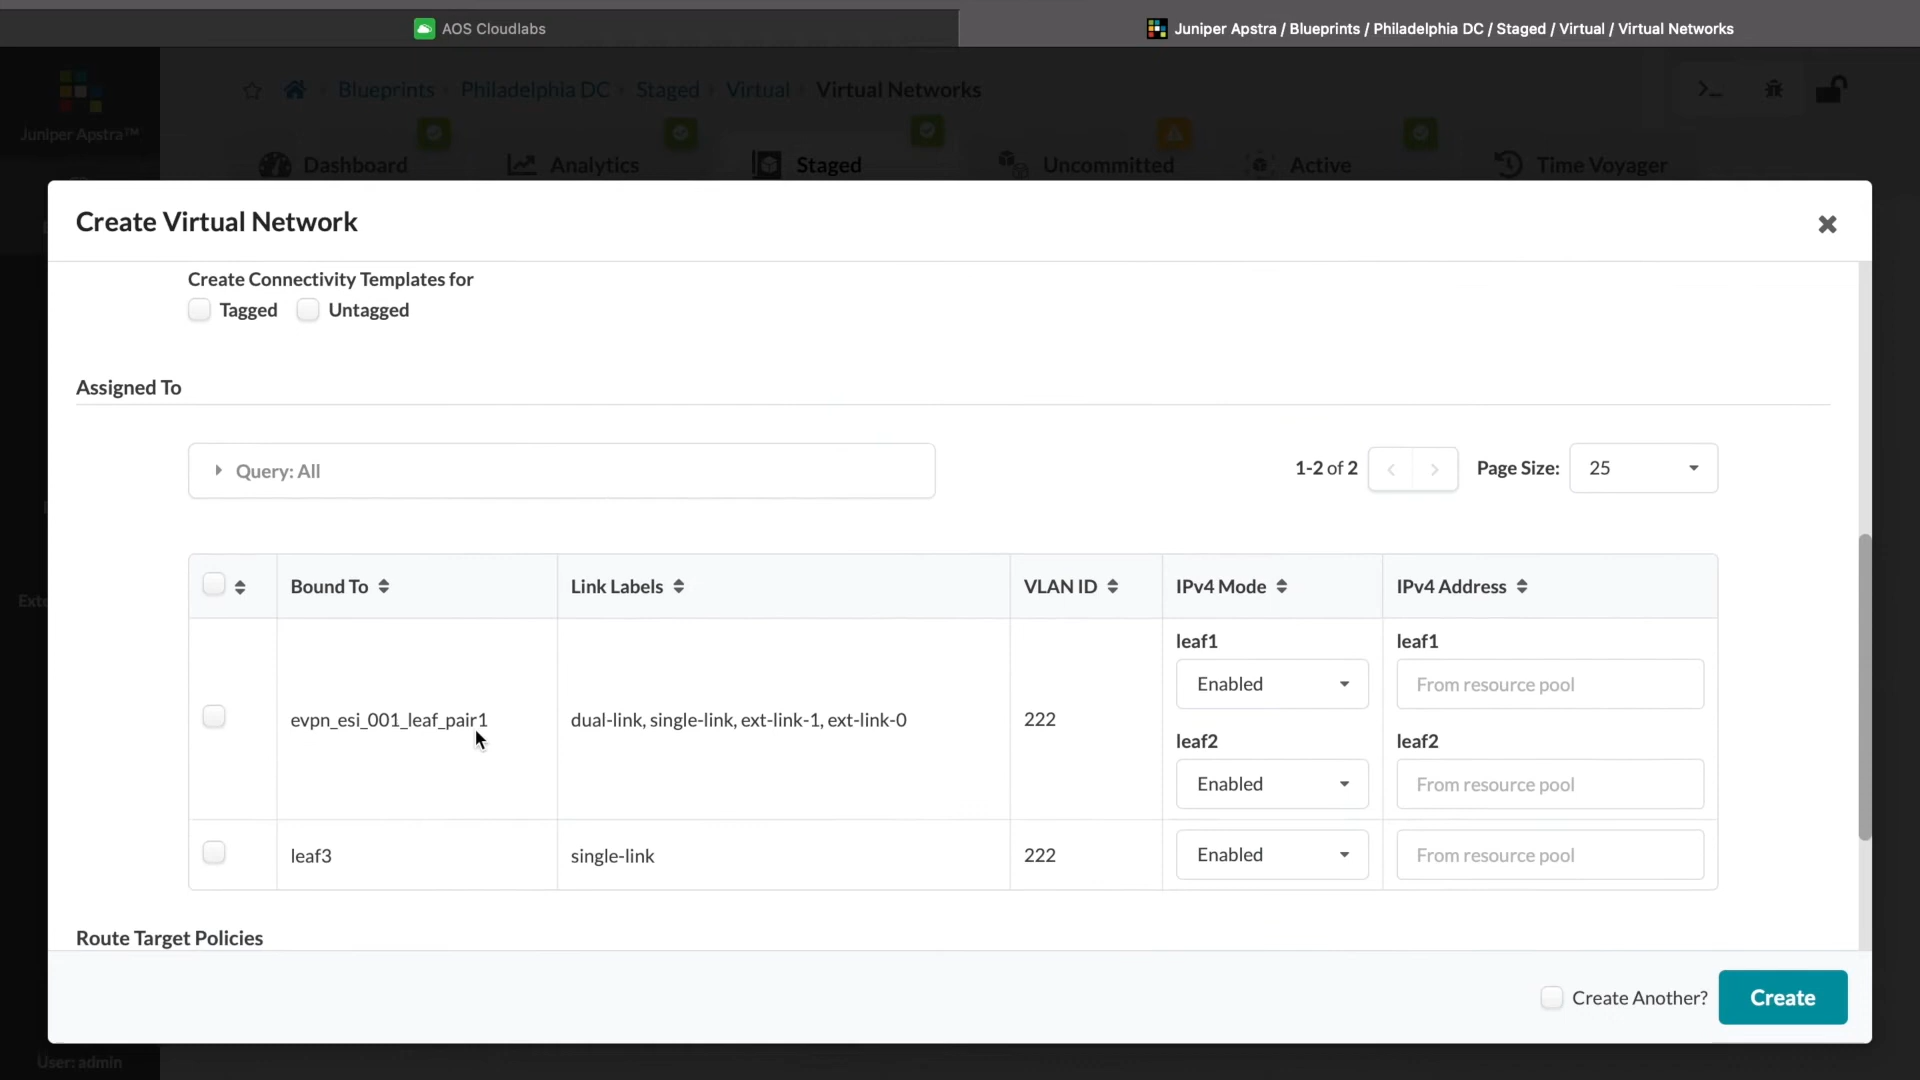 AOS Cloudlabs
Juniper Apstra / Blueprints / Philadelphia DC / Staged / Virtual / Virtual Networks
Blueprints
Philadelphia DC
Staged
Virtual
Virtual Networks
Juniper Apstra™
Dashboard
Analytics
Staged
Uncommitted
Active
Time Voyager
Create Virtual Network
Create Connectivity Templates for
Tagged Untagged
Assigned To
Query: All
1-2 of 2
Page Size: 25
Bound To Link Labels VLAN ID IPv4 Mode IPv4 Address
leaf1 leaf1
Enabled From resource pool
evpn_esi_001_leaf_pair1 dual-link, single-link, ext-link-1, ext-link-0 222
leaf2 leaf2
Enabled From resource pool
leaf3 single-link 222 Enabled From resource pool
Route Target Policies
Create Another? Create
User: admin